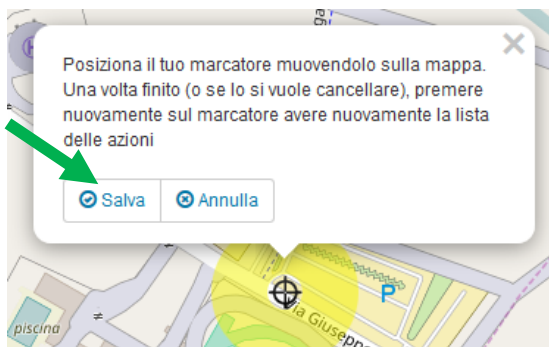 ga
Posiziona il tuo marcatore muovendolo sulla mappa.
Una volta finito (o se lo si vuole cancellare), premere
nuovamente sul marcatore avere nuovamente la lista
delle azioni
Salva
Annulla
P
Via Giuseppe
piscina